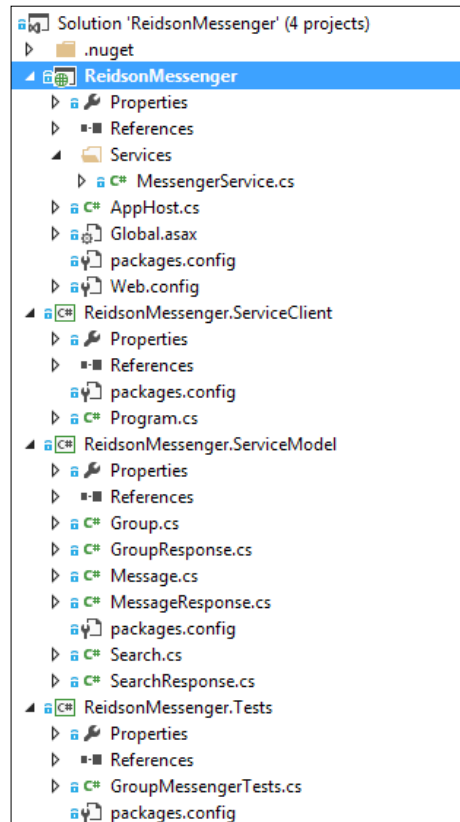 Solution 'ReidsonMessenger' (4 projects)
.nuget
ReidsonMessenger
Properties
References
Services
C# MessengerService.cs
C# AppHost.cs
Global.asax
packages.config
Web.config
C# ReidsonMessenger.ServiceClient
Properties
References
packages.config
C# Program.cs
C# ReidsonMessenger.ServiceModel
Properties
References
C# Group.cs
C# GroupResponse.cs
C# Message.cs
C# MessageResponse.cs
packages.config
C# Search.cs
C# SearchResponse.cs
C# ReidsonMessenger.Tests
Properties
References
C# GroupMessengerTests.cs
packages.config